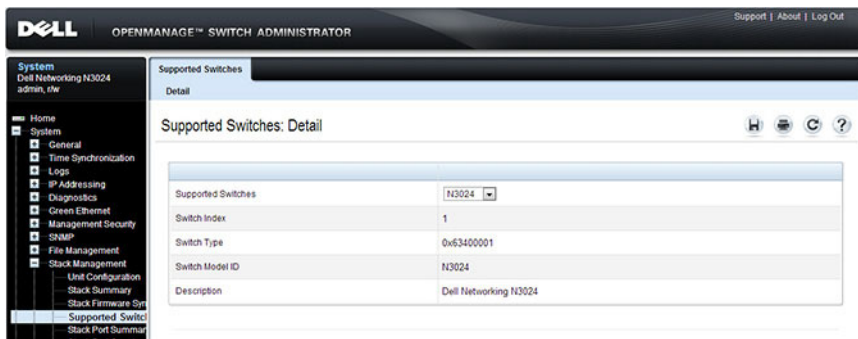 DELL
OPENMANAGE™ SWITCH ADMINISTRATOR
Support | About | Log Out
System
Dell Networking N3024
admin, r/w
Home
System
General
Time Synchronization
Logs
IP Addressing
Diagnostics
Green Ethernet
Management Security
SNMP
File Management
Stack Management
Unit Configuration
Stack Summary
Stack Firmware Syn
Supported Switc
Stack Port Summar
Supported Switches
Detail
Supported Switches: Detail
Supported Switches N3024
Switch Index 1
Switch Type 0x63400001
Switch Model ID N3024
Description Dell Networking N3024